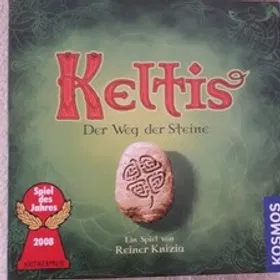 Keltis
Der Weg der Steine
Spiel
des
Jahres
2008
Ein Spiel von
Reiner Knizia
KOSMOS